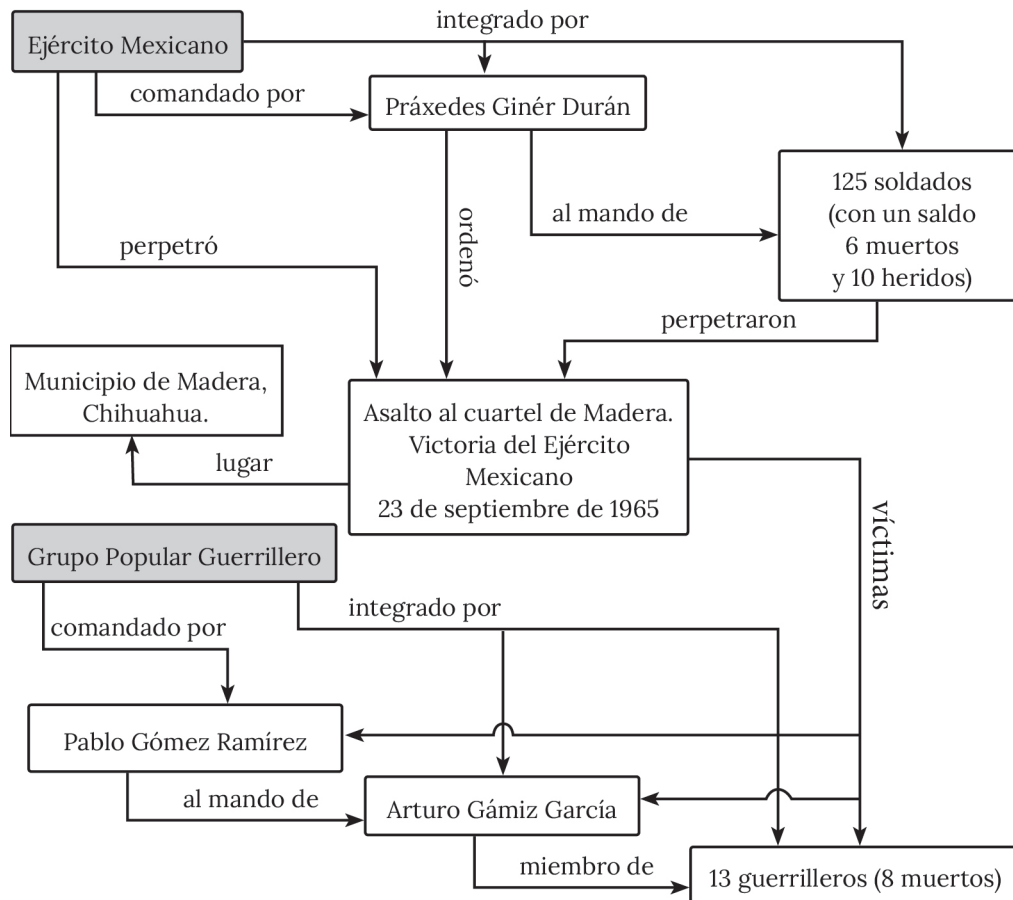 integrado por
Ejército Mexicano
comandado por
Práxedes Ginér Durán
125 soldados
(con un saldo
6 muertos
y 10 heridos)
al mando de
ordenó
perpetró
perpetraron
Municipio de Madera,
Chihuahua.
Asalto al cuartel de Madera.
Victoria del Ejército
Mexicano
23 de septiembre de 1965
lugar
víctimas
Grupo Popular Guerrillero
integrado por
comandado por
Pablo Gómez Ramírez
al mando de
Arturo Gámiz García
miembro de
13 guerrilleros (8 muertos)